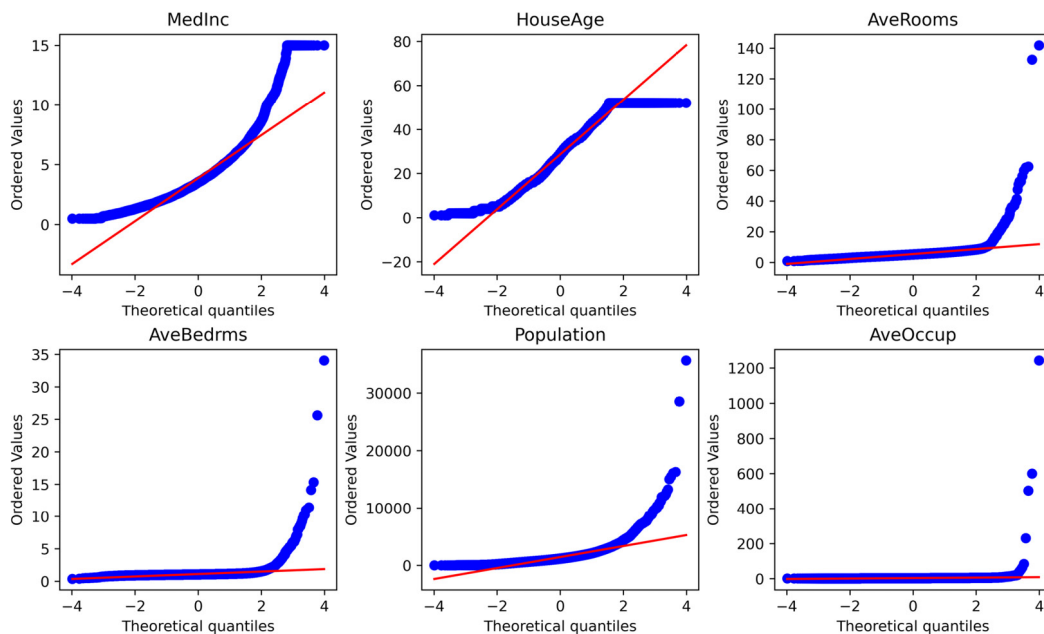 MedInc
HouseAge
AveRooms
Ordered Values
15
10
5
0
Ordered Values
80
60
40
20
0
−20
Ordered Values
140
120
100
80
60
40
20
0
−4 −2 0 2 4
−4 −2 0 2 4
−4 −2 0 2 4
Theoretical quantiles
Theoretical quantiles
Theoretical quantiles
AveBedrms
Population
AveOccup
Ordered Values
35
30
25
20
15
10
5
0
Ordered Values
30000
20000
10000
0
Ordered Values
1200
1000
800
600
400
200
0
−4 −2 0 2 4
−4 −2 0 2 4
−4 −2 0 2 4
Theoretical quantiles
Theoretical quantiles
Theoretical quantiles